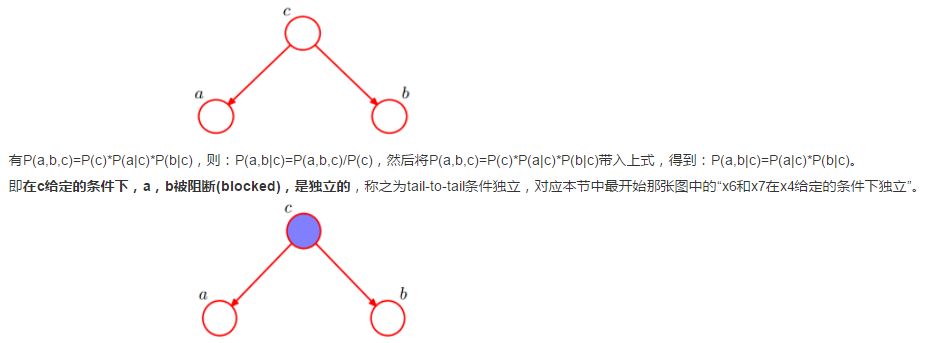 c
a
b
有P(a,b,c)=P(c)*P(a|c)*P(b|c)，则：P(a,b|c)=P(a,b,c)/P(c)，然后将P(a,b,c)=P(c)*P(a|c)*P(b|c)带入上式，得到：P(a,b|c)=P(a|c)*P(b|c)。
即在c给定的条件下，a，b被阻断(blocked)，是独立的，称之为tail-to-tail条件独立，对应本节中最开始那张图中的“x6和x7在x4给定的条件下独立”。
c
a
b